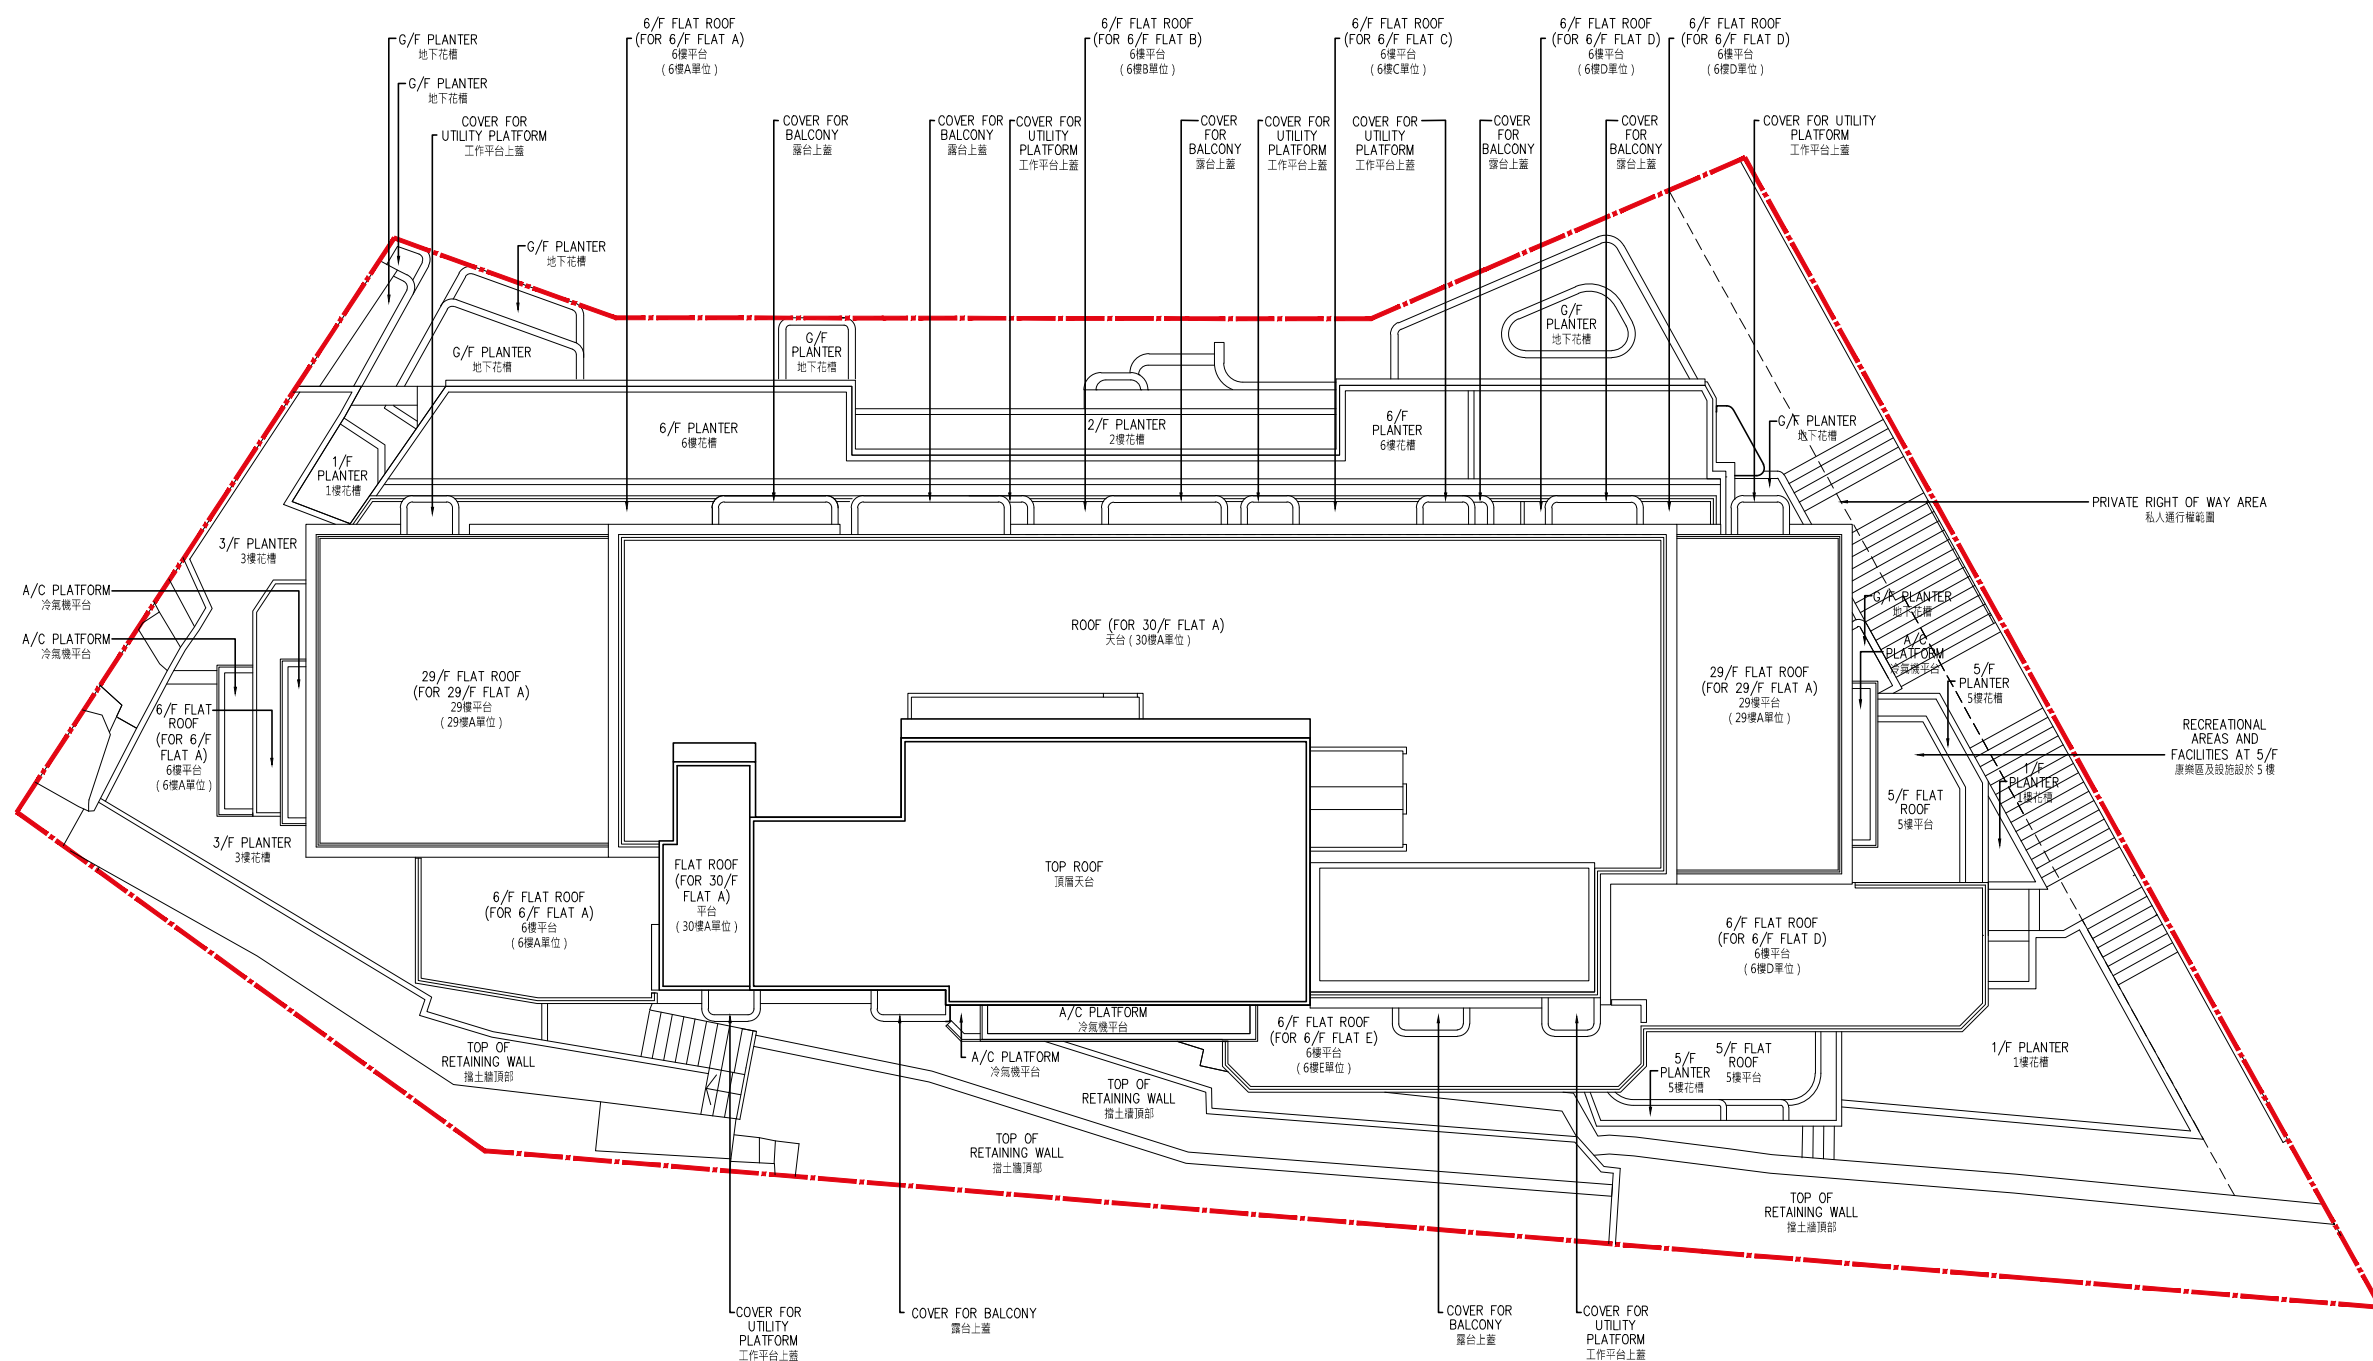 6/F FLAT ROOF
(FOR 6/F FLAT A)
6樓平台
( 6樓A單位 )
6/F FLAT ROOF
(FOR 6/F FLAT B)
6樓平台
( 6樓B單位 )
6/F FLAT ROOF
(FOR 6/F FLAT C)
6樓平台
( 6樓C單位 )
6/F FLAT ROOF
(FOR 6/F FLAT D)
6樓平台
( 6樓D單位 )
6/F FLAT ROOF
(FOR 6/F FLAT D)
6樓平台
( 6樓D單位 )
G/F PLANTER
地下花槽
G/F PLANTER
地下花槽
COVER FOR
UTILITY PLATFORM
工作平台上蓋
COVER FOR
BALCONY
露台上蓋
COVER FOR
BALCONY
露台上蓋
COVER FOR
UTILITY
PLATFORM
工作平台上蓋
COVER
FOR
BALCONY
露台上蓋
COVER FOR
UTILITY
PLATFORM
工作平台上蓋
COVER FOR
UTILITY
PLATFORM
工作平台上蓋
COVER
FOR
BALCONY
露台上蓋
COVER
FOR
BALCONY
露台上蓋
COVER FOR UTILITY
PLATFORM
工作平台上蓋
G/F PLANTER
地下花槽
G/F PLANTER
地下花槽
G/F
PLANTER
地下花槽
G/F
PLANTER
地下花槽
6/F PLANTER
6樓花槽
2/F PLANTER
2樓花槽
6/F
PLANTER
6樓花槽
G/F PLANTER
地下花槽
1/F
PLANTER
1樓花槽
PRIVATE RIGHT OF WAY AREA
私人通行權範圍
3/F PLANTER
3樓花槽
A/C PLATFORM
冷氣機平台
A/C PLATFORM
冷氣機平台
ROOF (FOR 30/F FLAT A)
天台 ( 30樓A單位 )
G/F PLANTER
地下花槽
A/C
PLATFORM
冷氣機平台
5/F
PLANTER
5樓花槽
29/F FLAT ROOF
(FOR 29/F FLAT A)
29樓平台
( 29樓A單位 )
29/F FLAT ROOF
(FOR 29/F FLAT A)
29樓平台
( 29樓A單位 )
6/F FLAT
ROOF
(FOR 6/F
FLAT A)
6樓平台
( 6樓A單位 )
RECREATIONAL
AREAS AND
FACILITIES AT 5/F
康樂區及設施設於 5 樓
1/F
PLANTER
1樓花槽
5/F FLAT
ROOF
5樓平台
3/F PLANTER
3樓花槽
FLAT ROOF
(FOR 30/F
FLAT A)
平台
( 30樓A單位 )
TOP ROOF
頂層天台
6/F FLAT ROOF
(FOR 6/F FLAT A)
6樓平台
( 6樓A單位 )
6/F FLAT ROOF
(FOR 6/F FLAT D)
6樓平台
( 6樓D單位 )
A/C PLATFORM
冷氣機平台
6/F FLAT ROOF
(FOR 6/F FLAT E)
6樓平台
( 6樓E單位 )
TOP OF
RETAINING WALL
擋土牆頂部
A/C PLATFORM
冷氣機平台
5/F
PLANTER
5樓花槽
5/F FLAT
ROOF
5樓平台
1/F PLANTER
1樓花槽
TOP OF
RETAINING WALL
擋土牆頂部
TOP OF
RETAINING WALL
擋土牆頂部
TOP OF
RETAINING WALL
擋土牆頂部
COVER FOR
UTILITY
PLATFORM
工作平台上蓋
COVER FOR BALCONY
露台上蓋
COVER FOR
BALCONY
露台上蓋
COVER FOR
UTILITY
PLATFORM
工作平台上蓋